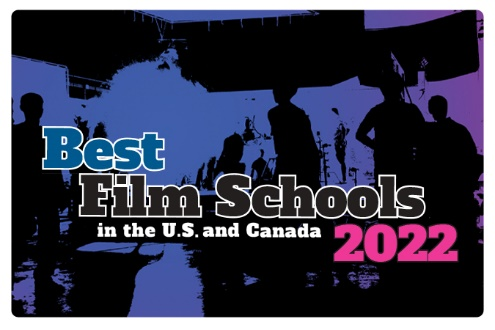 Best
Film Schools
in the U.S. and Canada
2022